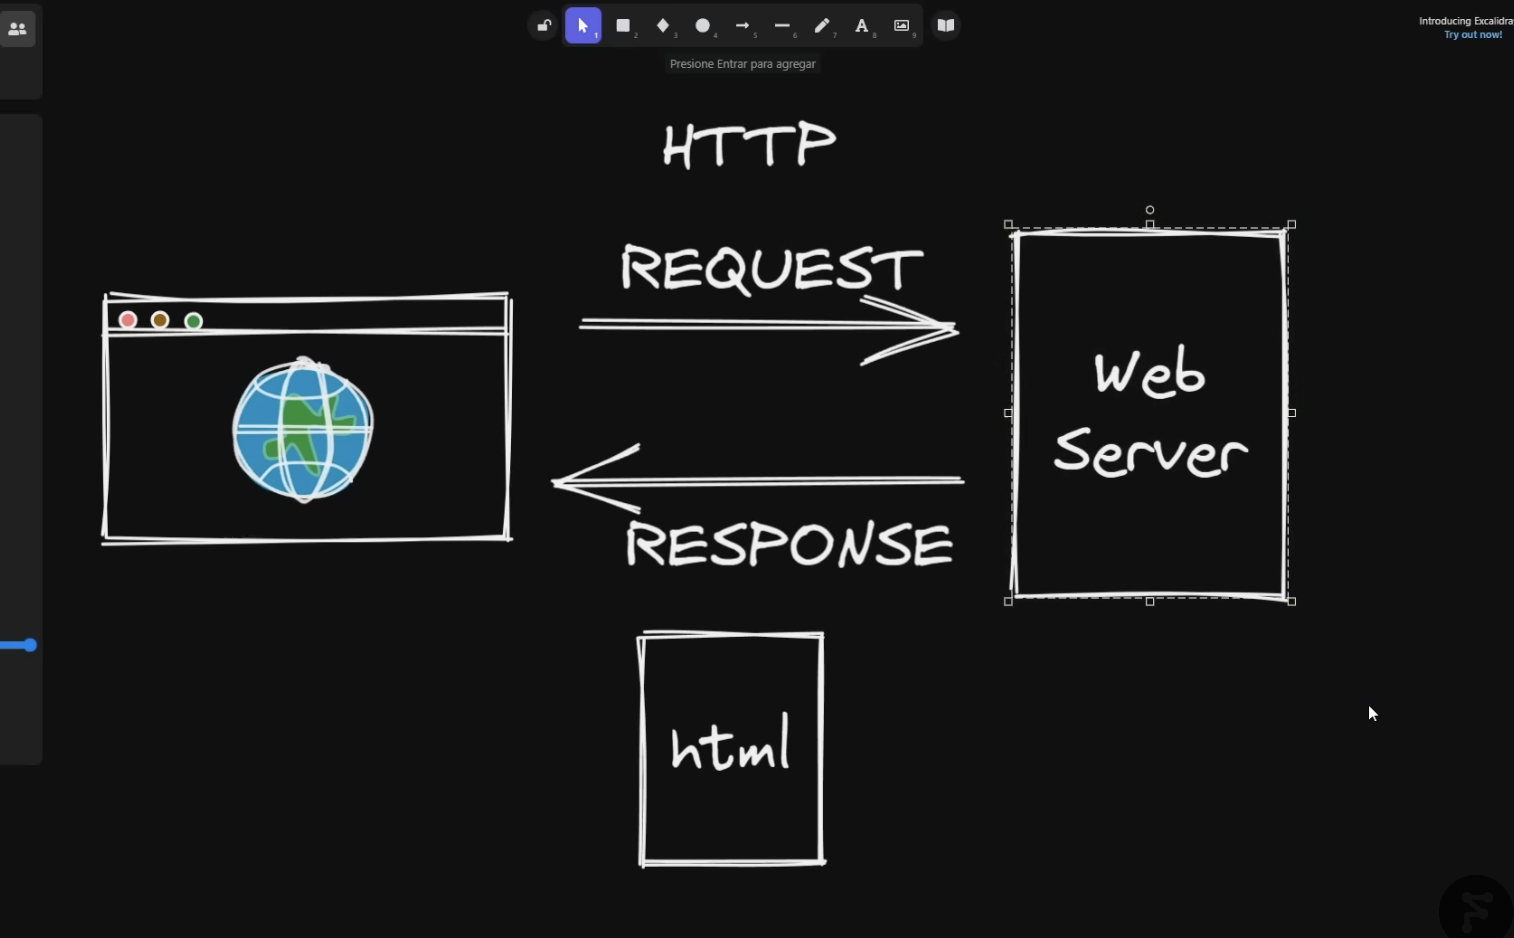 1
2
3
4
5
6
7
A 8
9
Introducing Excalidra
Try out now!
Presione Entrar para agregar
HTTP
REQUEST
Web
Server
RESPONSE
html